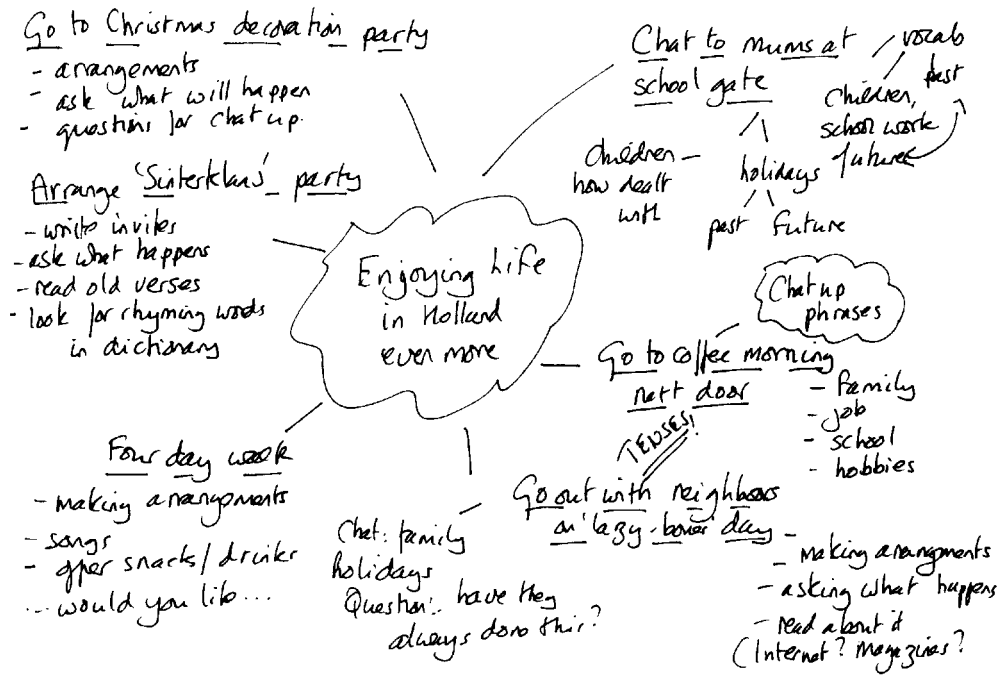 Go to Christmas decoration party
- arrangements
- ask what will happen
- questions for chat up.
Arrange 'Sinterklaas' party
- write invites
- ask what happens
- read old verses
- look for rhyming words
in dictionary
Four day week
- making arrangements
- songs
- offer snacks/drinks
... would you like ...
Enjoying Life
in Holland
even more
Chat to mums at
school gate
vocab
past
Children,
school work
future
Children -
how dealt
with
holidays
past future
Chat up
phrases
Go to coffee morning
next door
- family
- job
- school
- hobbies
TENSES!
Go out with neighbours
on 'lazy-bones' day
- making arrangments
- asking what happens
- read about it
(Internet? Magazines?
Chat: family
holidays
Question: have they
always done this?